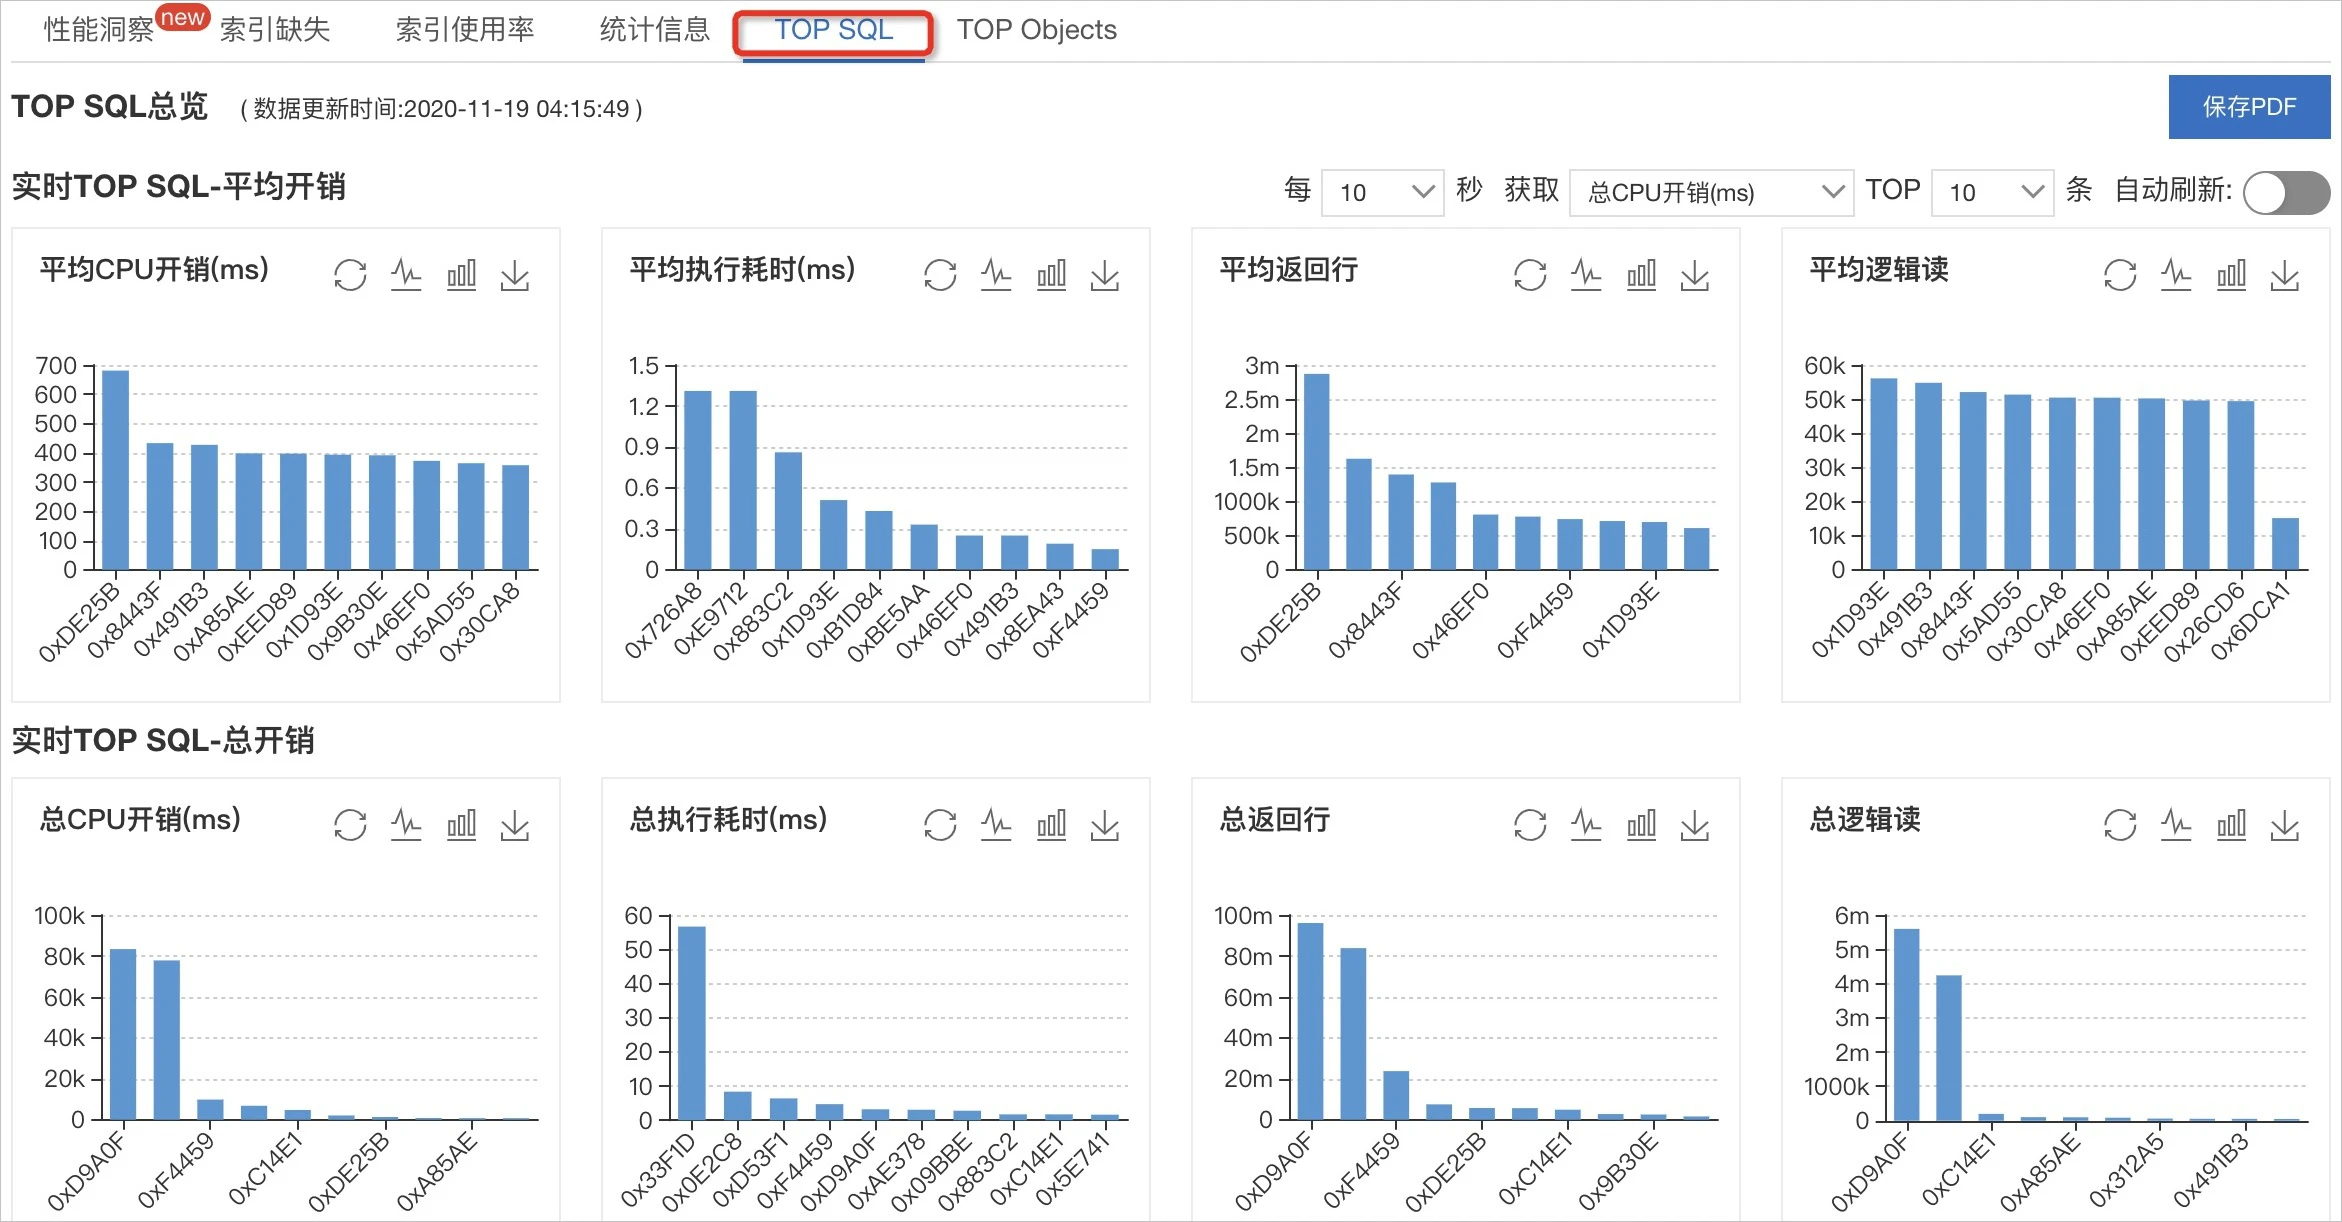 性能洞察 new 索引缺失 索引使用率 统计信息 TOP SQL TOP Objects
TOP SQL总览 ( 数据更新时间:2020-11-19 04:15:49 ) 保存PDF
实时TOP SQL-平均开销 每 10 秒 获取 总CPU开销(ms) TOP 10 条 自动刷新:
平均CPU开销(ms)
700
600
500
400
300
200
100
0
0xDE25B 0x8443F 0x491B3 0xA85AE 0xEED89 0x1D93E 0x9B30E 0x46EF0 0x5AD55 0x30CA8
平均执行耗时(ms)
1.5
1.2
0.9
0.6
0.3
0
0x726A8 0xE9712 0x883C2 0x1D93E 0xB1D84 0xBE5AA 0x46EF0 0x491B3 0x8EA43 0xF4459
平均返回行
3m
2.5m
2m
1.5m
1000k
500k
0
0xDE25B 0x8443F 0x46EF0 0xF4459 0x1D93E
平均逻辑读
60k
50k
40k
30k
20k
10k
0
0x1D93E 0x491B3 0x8443F 0x5AD55 0x30CA8 0x46EF0 0xA85AE 0xEED89 0x26CD6 0x6DCA1
实时TOP SQL-总开销
总CPU开销(ms)
100k
80k
60k
40k
20k
0
0xD9A0F 0xF4459 0xC14E1 0xDE25B 0xA85AE
总执行耗时(ms)
60
50
40
30
20
10
0
0x33F1D 0x0E2C8 0xD53F1 0xF4459 0xD9A0F 0xAE378 0x09BBE 0x883C2 0xC14E1 0x5E741
总返回行
100m
80m
60m
40m
20m
0
0xD9A0F 0xF4459 0xDE25B 0xC14E1 0x9B30E
总逻辑读
6m
5m
4m
3m
2m
1000k
0
0xD9A0F 0xC14E1 0xA85AE 0x312A5 0x491B3